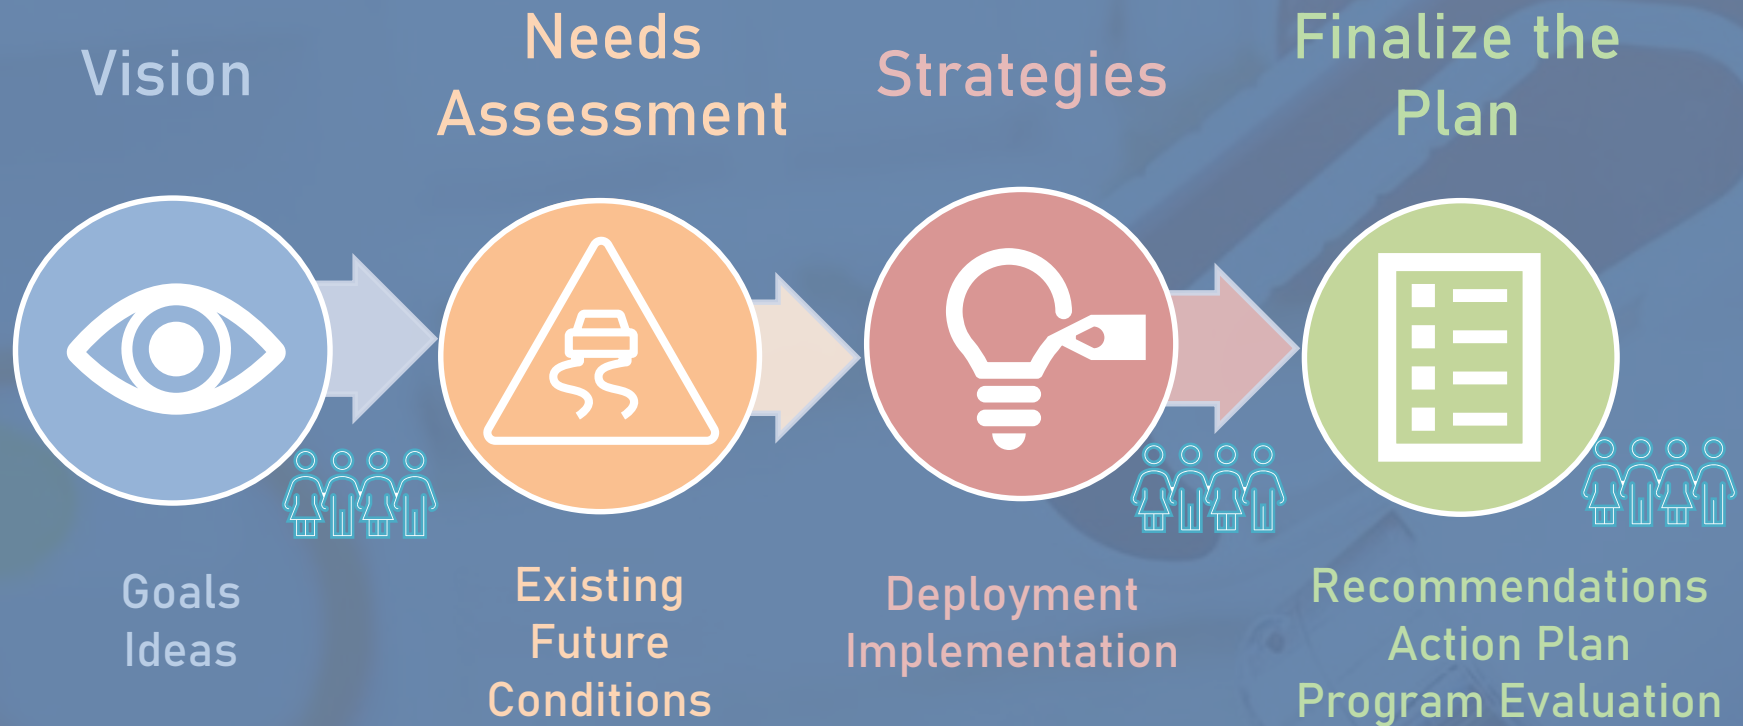 Vision
Needs
Assessment
Strategies
Finalize the
Plan
Goals
Ideas
Existing
Future
Conditions
Deployment
Implementation
Recommendations
Action Plan
Program Evaluation